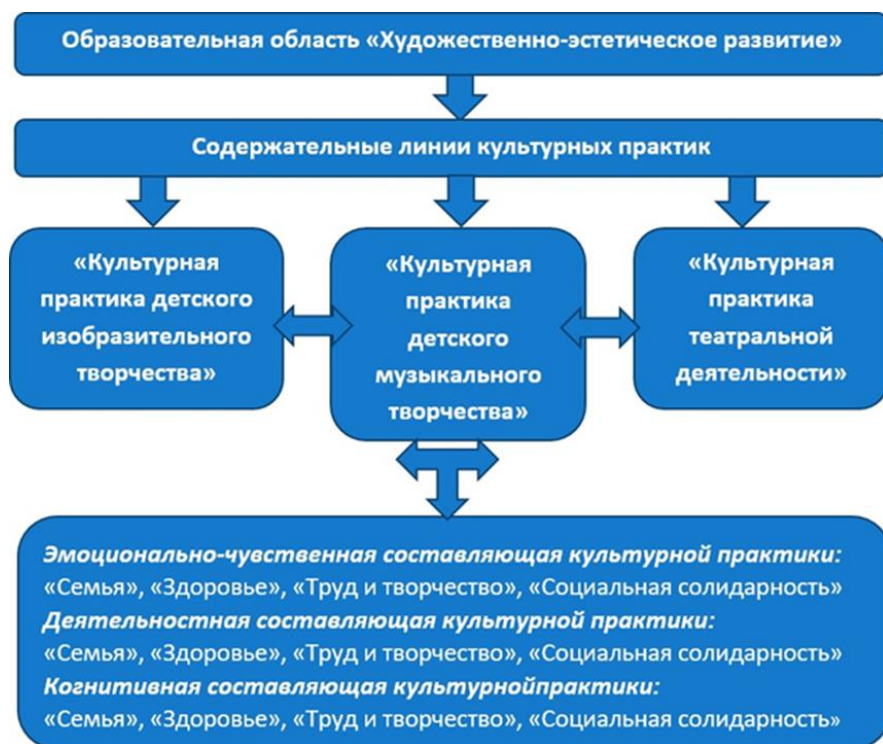 Образовательная область «Художественно-эстетическое развитие»
Содержательные линии культурных практик
«Культурная
практика детского
изобразительного
творчества»
«Культурная
практика
детского
музыкального
творчества»
«Культурная
практика
театральной
деятельности»
Эмоционально-чувственная составляющая культурной практики:
«Семья», «Здоровье», «Труд и творчество», «Социальная солидарность»
Деятельностная составляющая культурной практики:
«Семья», «Здоровье», «Труд и творчество», «Социальная солидарность»
Когнитивная составляющая культурнойпрактики:
«Семья», «Здоровье», «Труд и творчество», «Социальная солидарность»